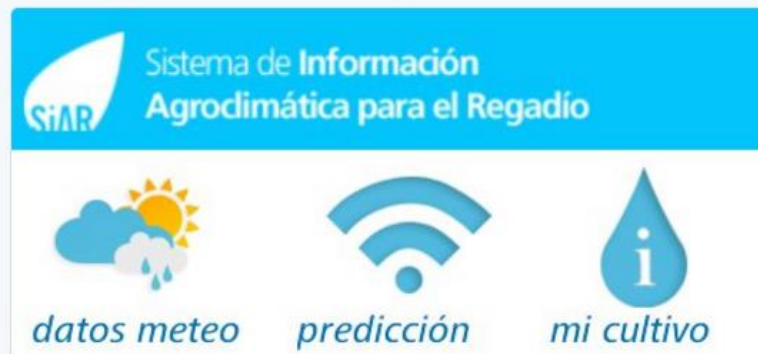 SiAR
Sistema de Información
Agroclimática para el Regadío
i
datos meteo predicción mi cultivo